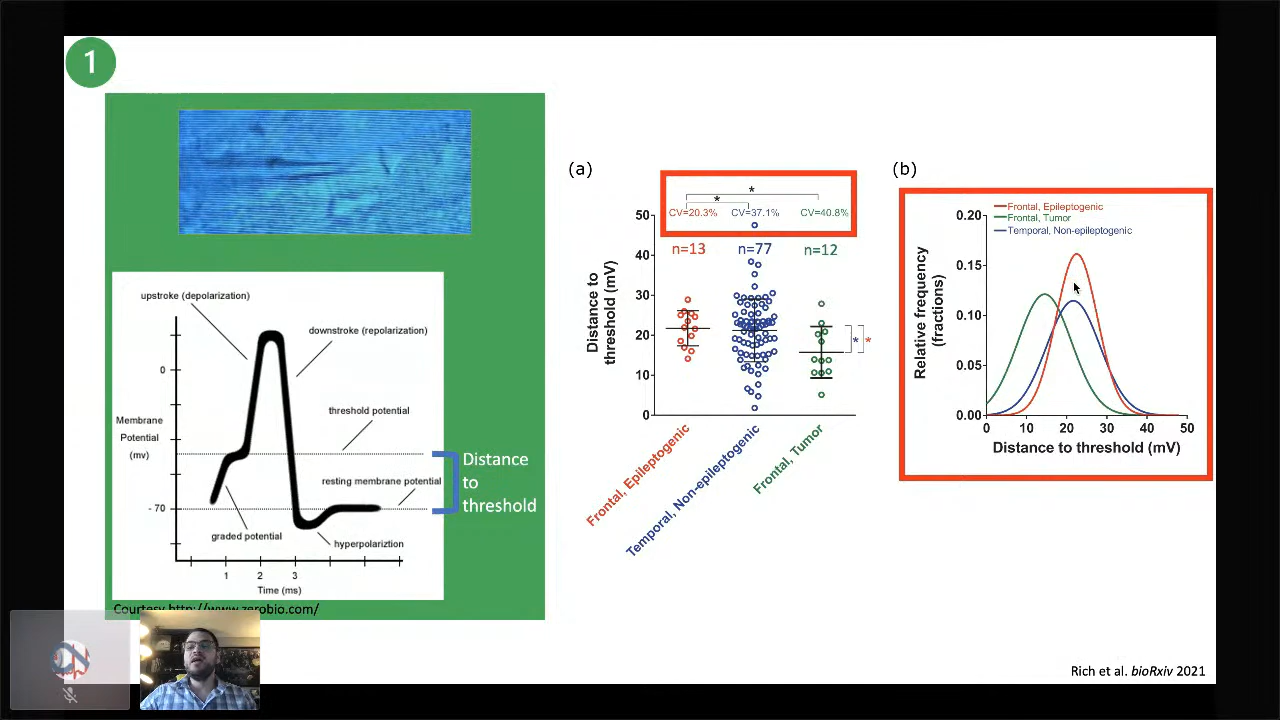 1
upstroke (depolarization)
downstroke (repolarization)
0
threshold potential
Membrane
Potential
(mv)
resting membrane potential
- 70
graded potential
hyperpolariztion
1 2 3
Time (ms)
Distance
to
threshold
Courtesy http://www.zerobio.com/
(a)
*
*
CV=20.3% CV=37.1% CV=40.8%
n=13 n=77 n=12
Distance to
threshold (mV)
50
40
30
20
10
0
* *
Frontal, Epileptogenic
Temporal, Non-epileptogenic
Frontal, Tumor
(b)
Frontal, Epileptogenic
Frontal, Tumor
Temporal, Non-epileptogenic
Relative frequency
(fractions)
0.20
0.15
0.10
0.05
0.00
0 10 20 30 40 50
Distance to threshold (mV)
Rich et al. bioRxiv 2021